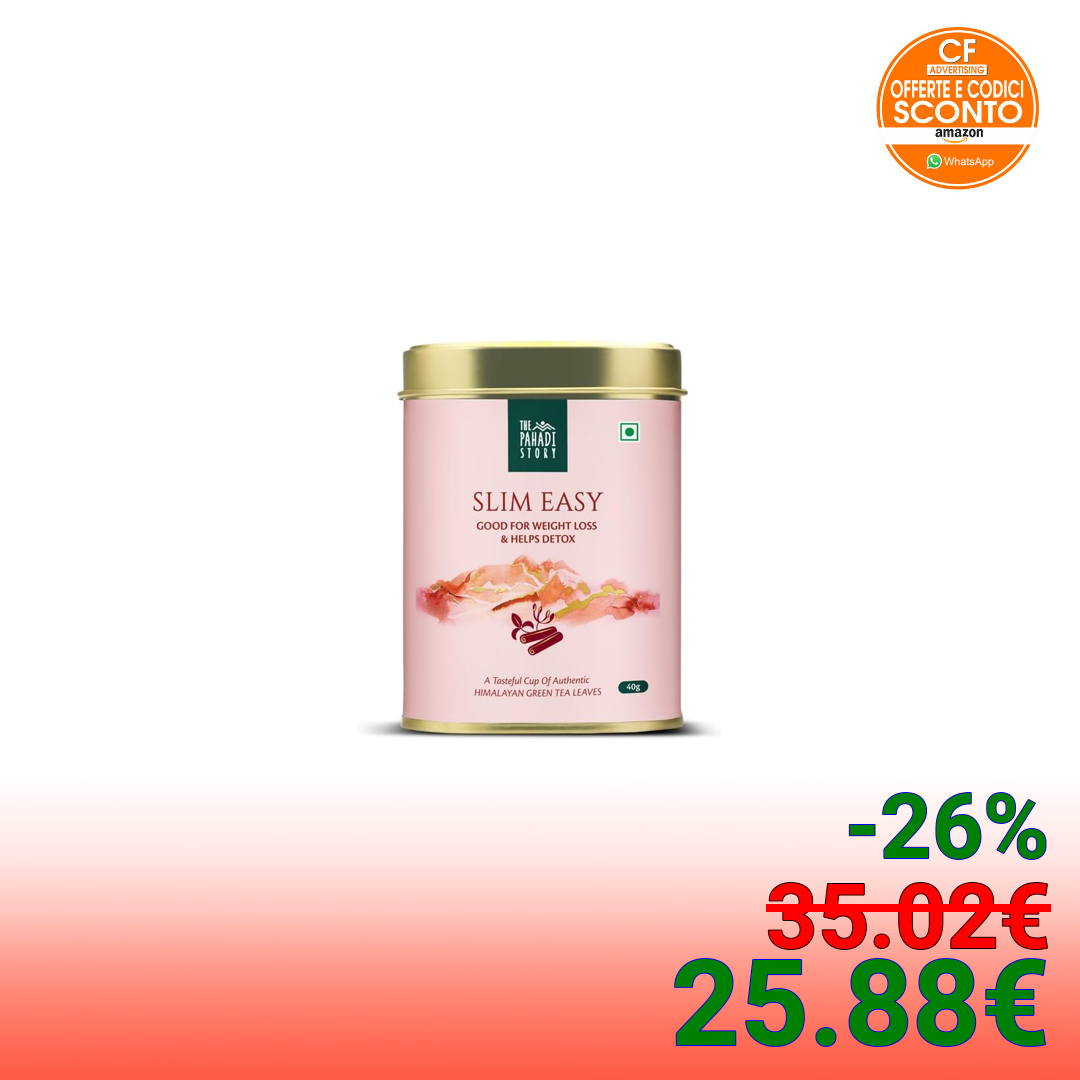 CF
ADVERTISING
OFFERTE E CODICI
SCONTO
amazon
WhatsApp
THE
PAHADI
STORY
SLIM EASY
GOOD FOR WEIGHT LOSS
& HELPS DETOX
A Tasteful Cup Of Authentic
HIMALAYAN GREEN TEA LEAVES
40g
-26%
35.02€
25.88€